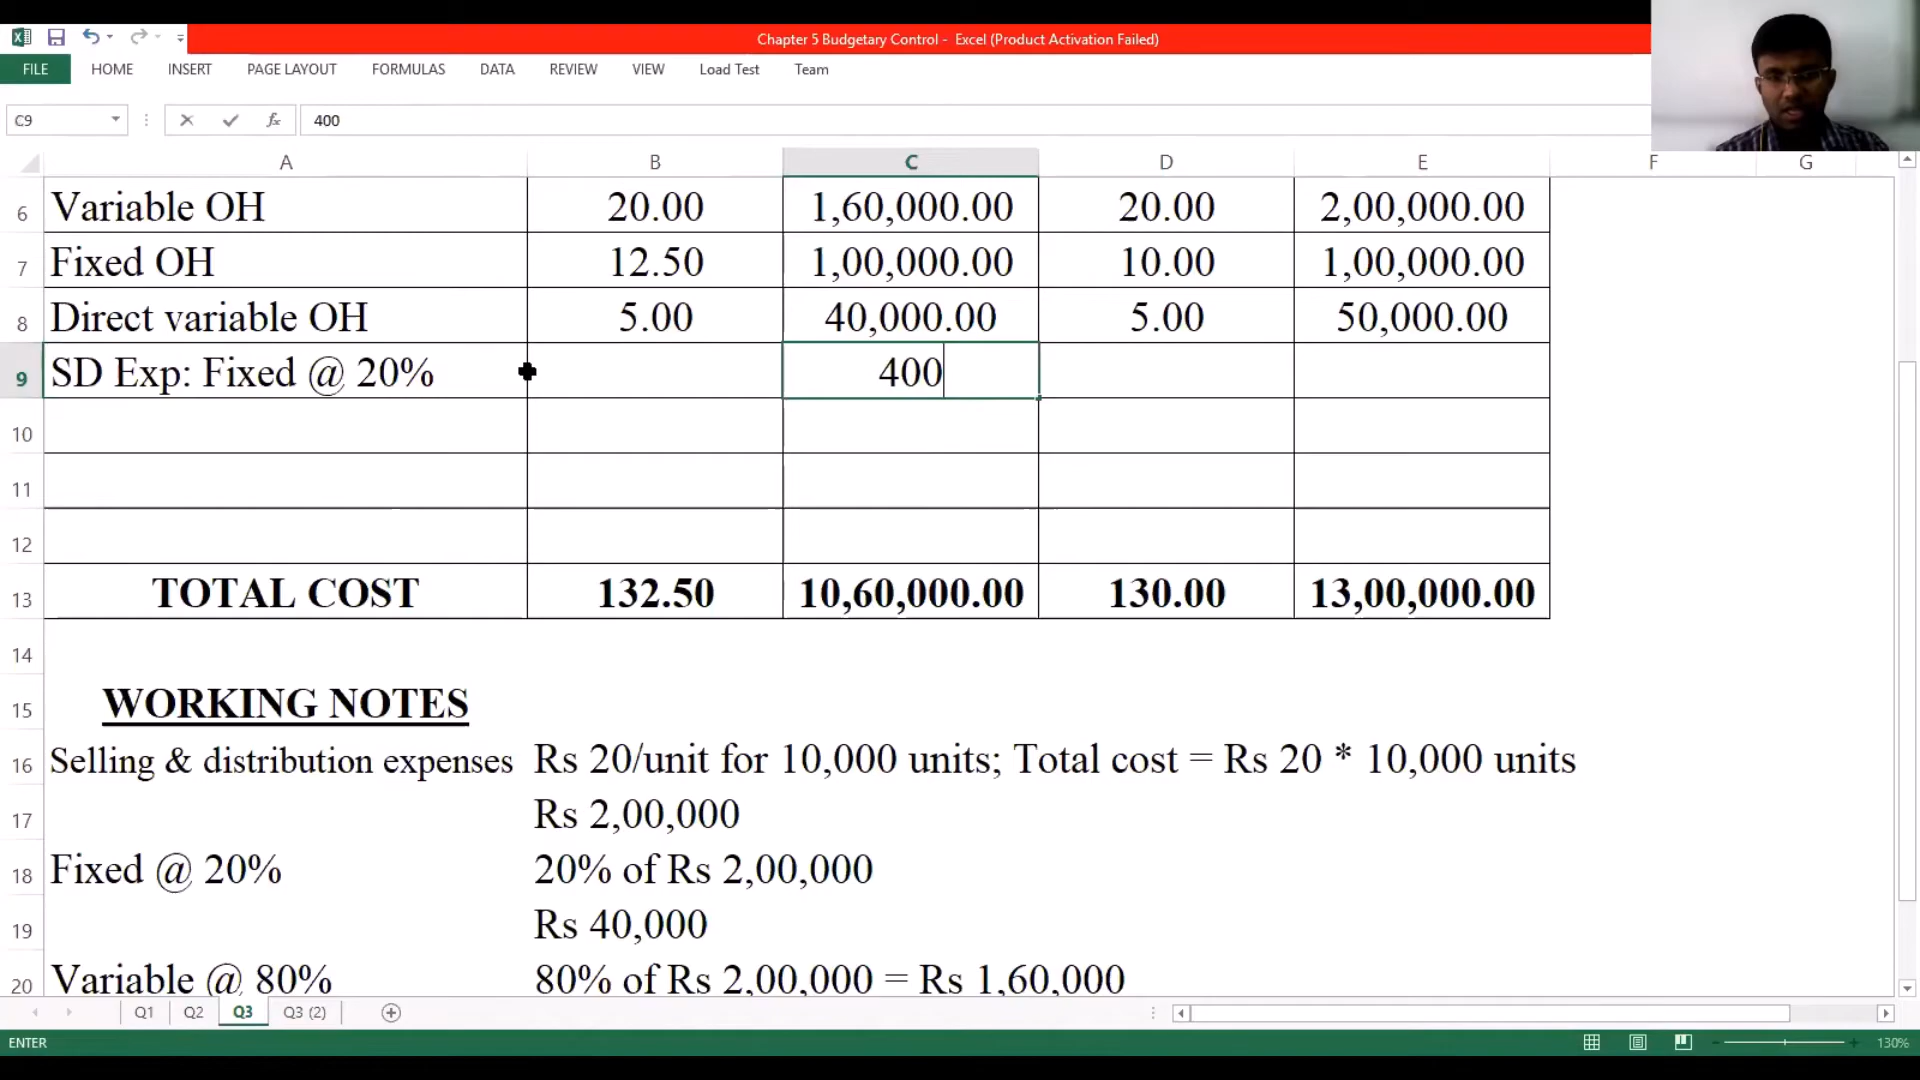 Chapter 5 Budgetary Control - Excel (Product Activation Failed)
FILE HOME INSERT PAGE LAYOUT FORMULAS DATA REVIEW VIEW Load Test Team
C9 fx 400
A B C D E F G
6 Variable OH 20.00 1,60,000.00 20.00 2,00,000.00
7 Fixed OH 12.50 1,00,000.00 10.00 1,00,000.00
8 Direct variable OH 5.00 40,000.00 5.00 50,000.00
9 SD Exp: Fixed @ 20% 400
10
11
12
13 TOTAL COST 132.50 10,60,000.00 130.00 13,00,000.00
14
15 WORKING NOTES
16 Selling & distribution expenses Rs 20/unit for 10,000 units; Total cost = Rs 20 * 10,000 units
17 Rs 2,00,000
18 Fixed @ 20% 20% of Rs 2,00,000
19 Rs 40,000
20 Variable @ 80% 80% of Rs 2,00,000 = Rs 1,60,000
Q1 Q2 Q3 Q3 (2)
ENTER 130%